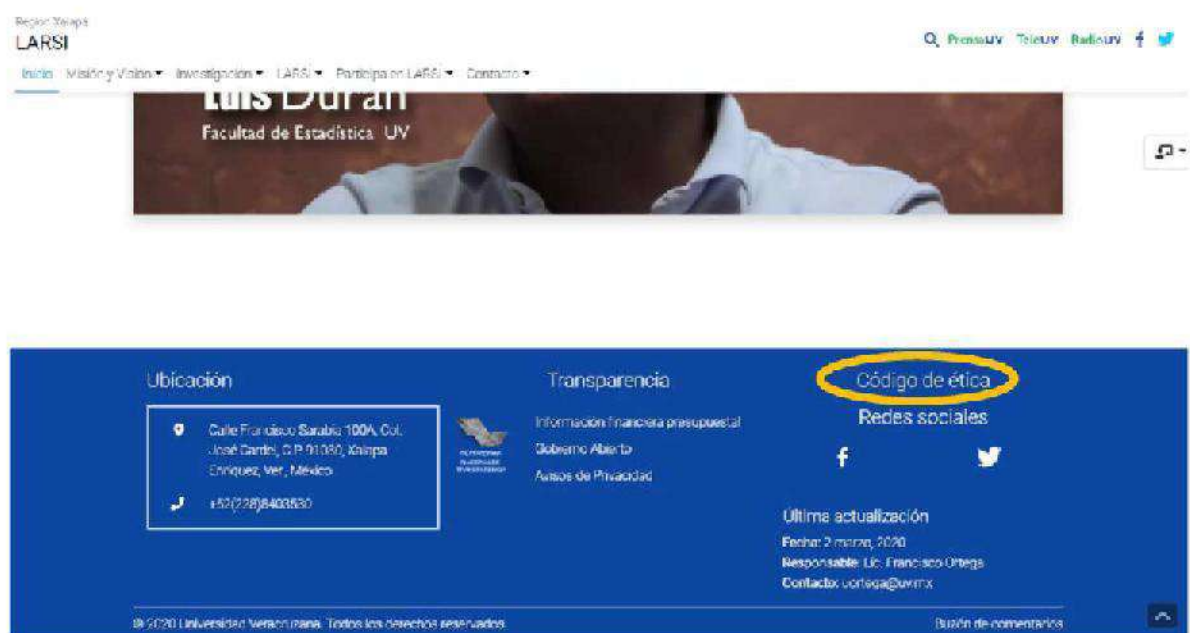 Región Xalapa
LARSI
PrensaUV TeleUV RadioUV
Inicio Misión y Visión Investigación LARSI Participa en LARSI Contacto
Luis Durán
Facultad de Estadística UV
Ubicación
Calle Francisco Sarabia 100A, Col.
José Cardel, C.P. 91030, Xalapa
Enríquez, Ver., México
+52(228)8403530
Transparencia
Información financiera presupuestal
Gobierno Abierto
Avisos de Privacidad
Código de ética
Redes sociales
Última actualización
Fecha: 2 marzo, 2020
Responsable: Lic. Francisco Ortega
Contacto: uortega@uv.mx
© 2020 Universidad Veracruzana. Todos los derechos reservados
Buzón de comentarios